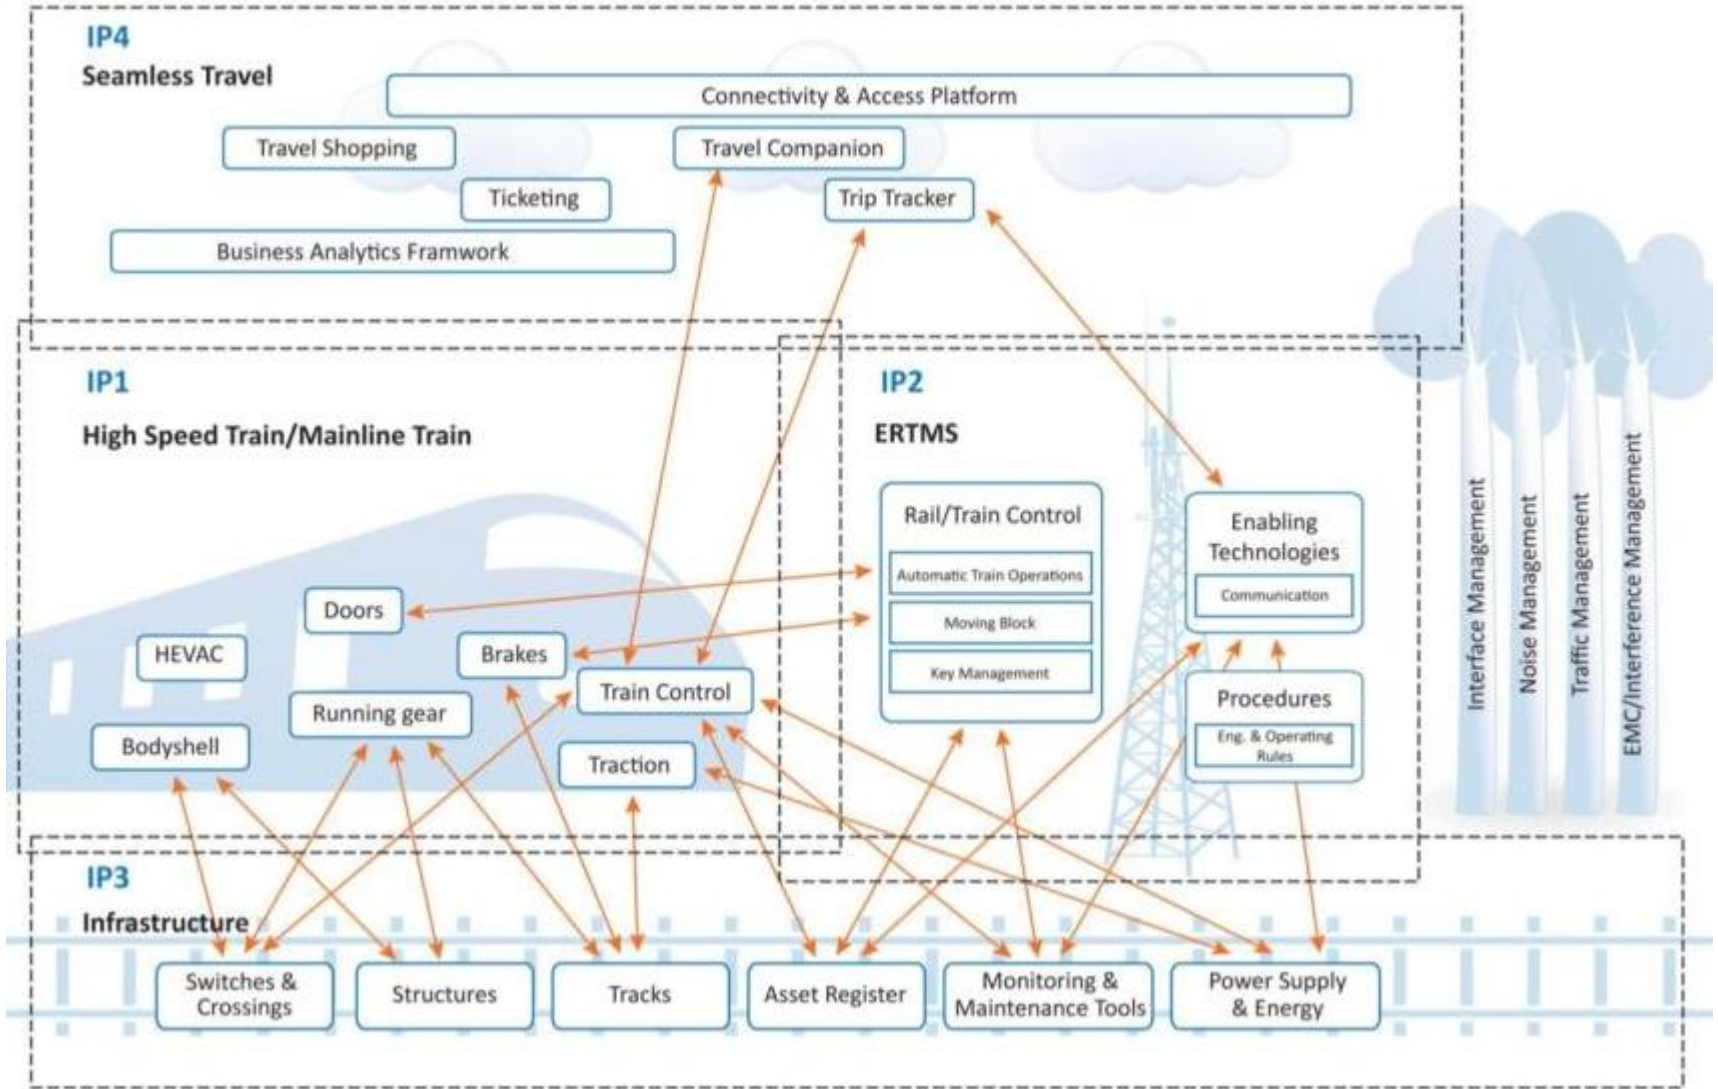 IP4
Seamless Travel
Connectivity & Access Platform
Travel Shopping
Travel Companion
Ticketing
Trip Tracker
Business Analytics Framwork
IP1
High Speed Train/Mainline Train
IP2
ERTMS
Rail/Train Control
Automatic Train Operations
Moving Block
Key Management
Enabling
Technologies
Communication
Procedures
Eng. & Operating
Rules
Doors
HEVAC
Brakes
Train Control
Running gear
Bodyshell
Traction
Interface Management
Noise Management
Traffic Management
EMC/Interference Management
IP3
Infrastructure
Switches &
Crossings
Structures
Tracks
Asset Register
Monitoring &
Maintenance Tools
Power Supply
& Energy